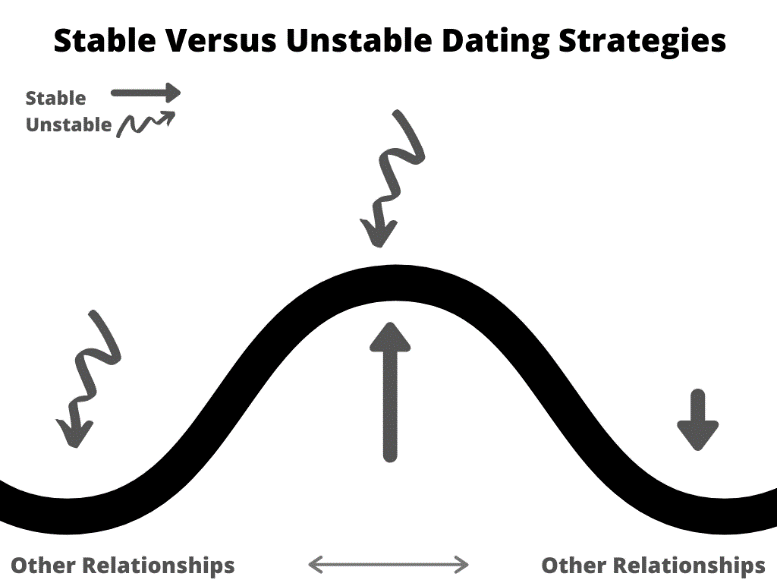 Stable Versus Unstable Dating Strategies
Stable
Unstable
Other Relationships
Other Relationships